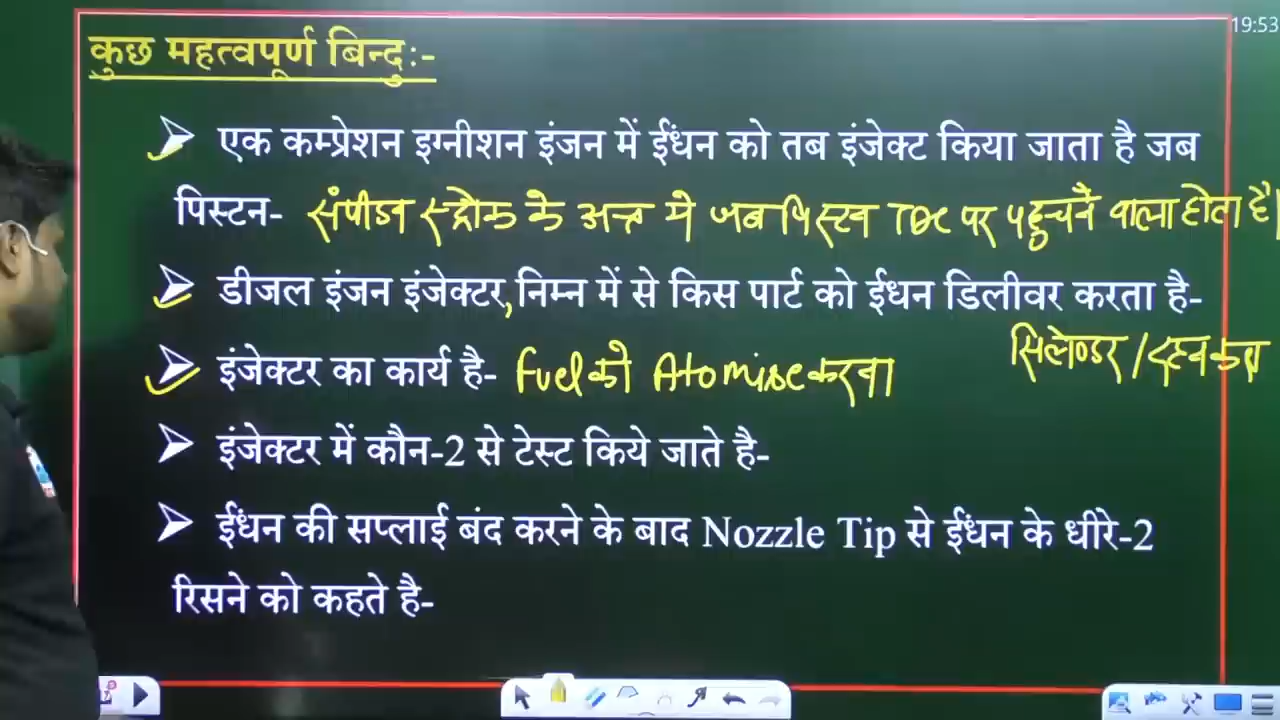 19:53
कुछ महत्वपूर्ण बिन्दु:-
एक कम्प्रेशन इग्नीशन इंजन में ईंधन को तब इंजेक्ट किया जाता है जब
पिस्टन- संपीडन स्ट्रोक के अन्त मे जब पिस्टन TDC पर पहुचने वाला होता है।
डीजल इंजन इंजेक्टर,निम्न में से किस पार्ट को ईंधन डिलीवर करता है-
सिलेण्डर/दहन कक्ष
इंजेक्टर का कार्य है- Fuel को Atomise करना
इंजेक्टर में कौन-2 से टेस्ट किये जाते है-
ईंधन की सप्लाई बंद करने के बाद Nozzle Tip से ईंधन के धीरे-2
रिसने को कहते है-